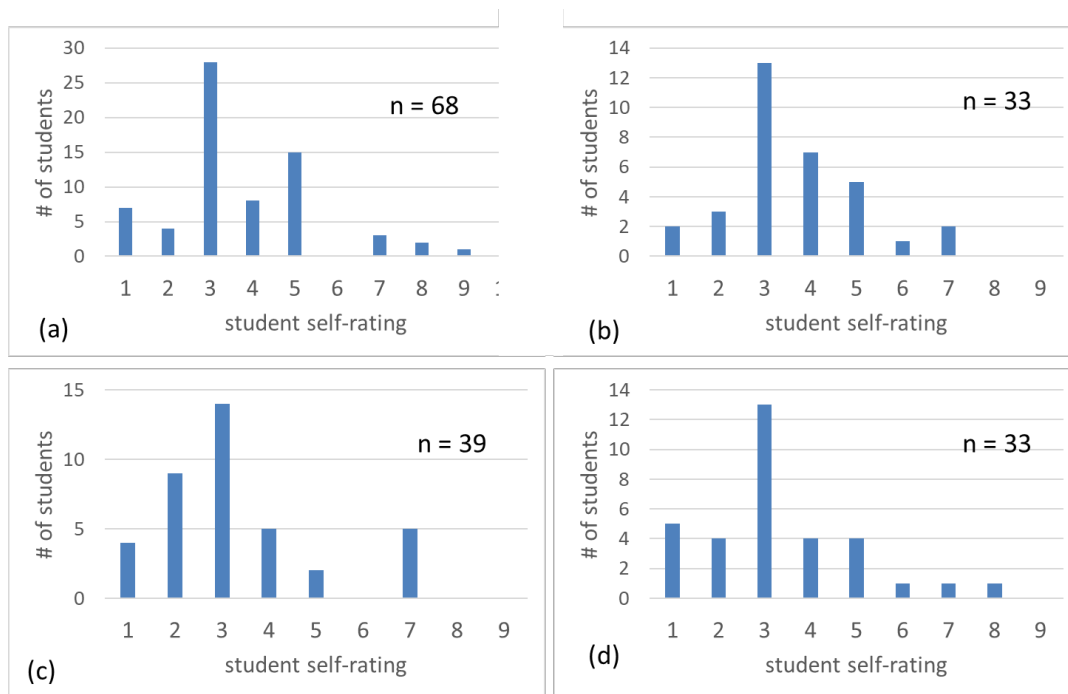 30
25
20
15
10
5
0
# of students
n = 68
1 2 3 4 5 6 7 8 9
student self-rating
(a)
14
12
10
8
6
4
2
0
# of students
n = 33
1 2 3 4 5 6 7 8 9
student self-rating
(b)
15
10
5
0
# of students
n = 39
1 2 3 4 5 6 7 8 9
student self-rating
(c)
14
12
10
8
6
4
2
0
# of students
n = 33
1 2 3 4 5 6 7 8 9
student self-rating
(d)